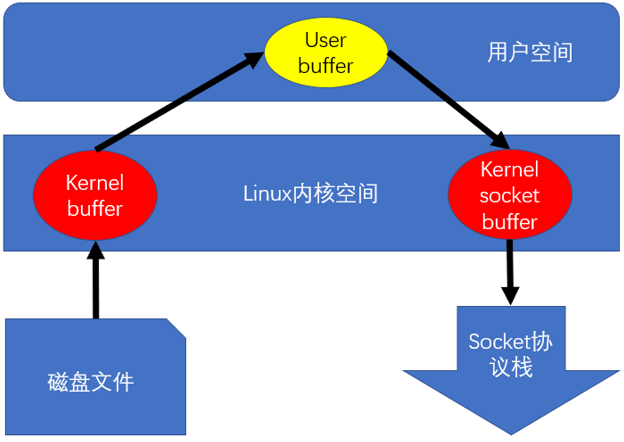 User
buffer
用户空间
Kernel
buffer
Linux内核空间
Kernel
socket
buffer
磁盘文件
Socket协
议栈